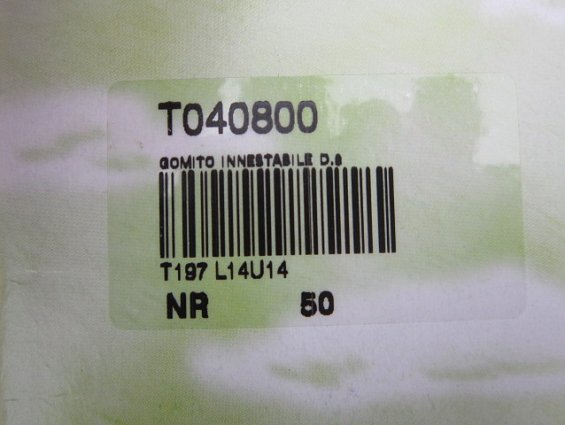 T040800
GOMITO INNESTABILE D.8
T197 L14U14
NR 50